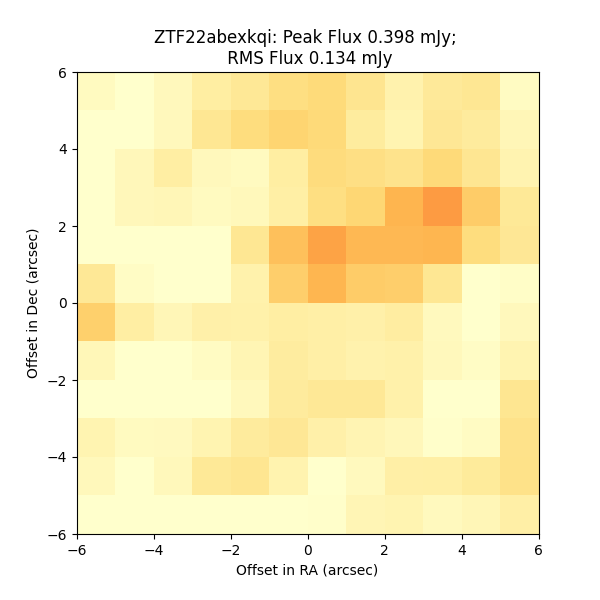 ZTF22abexkqi: Peak Flux 0.398 mJy;
RMS Flux 0.134 mJy
6
4
2
0
−2
−4
−6
Offset in Dec (arcsec)
−6 −4 −2 0 2 4 6
Offset in RA (arcsec)